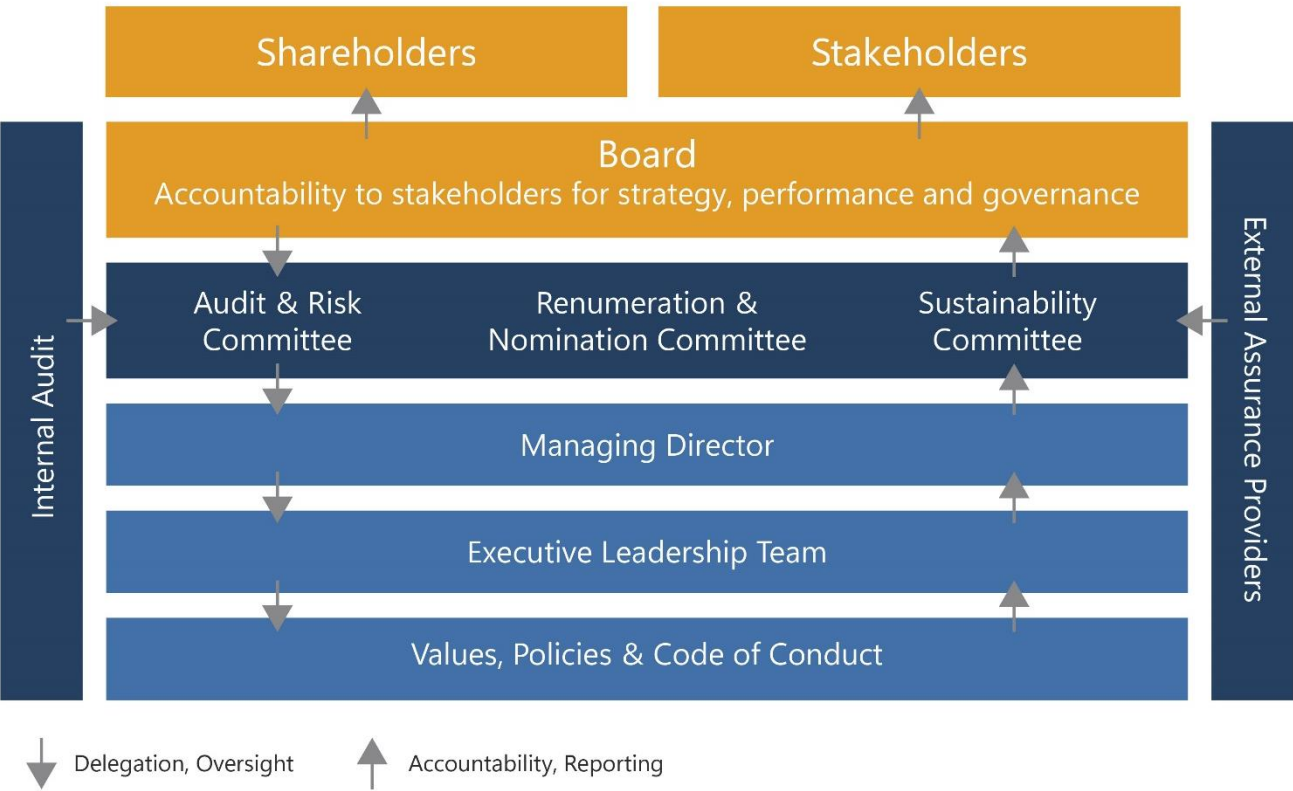 Shareholders
Stakeholders
Board
Accountability to stakeholders for strategy, performance and governance
Internal Audit
External Assurance Providers
Audit & Risk
Committee
Renumeration &
Nomination Committee
Sustainability
Committee
Managing Director
Executive Leadership Team
Values, Policies & Code of Conduct
Delegation, Oversight
Accountability, Reporting